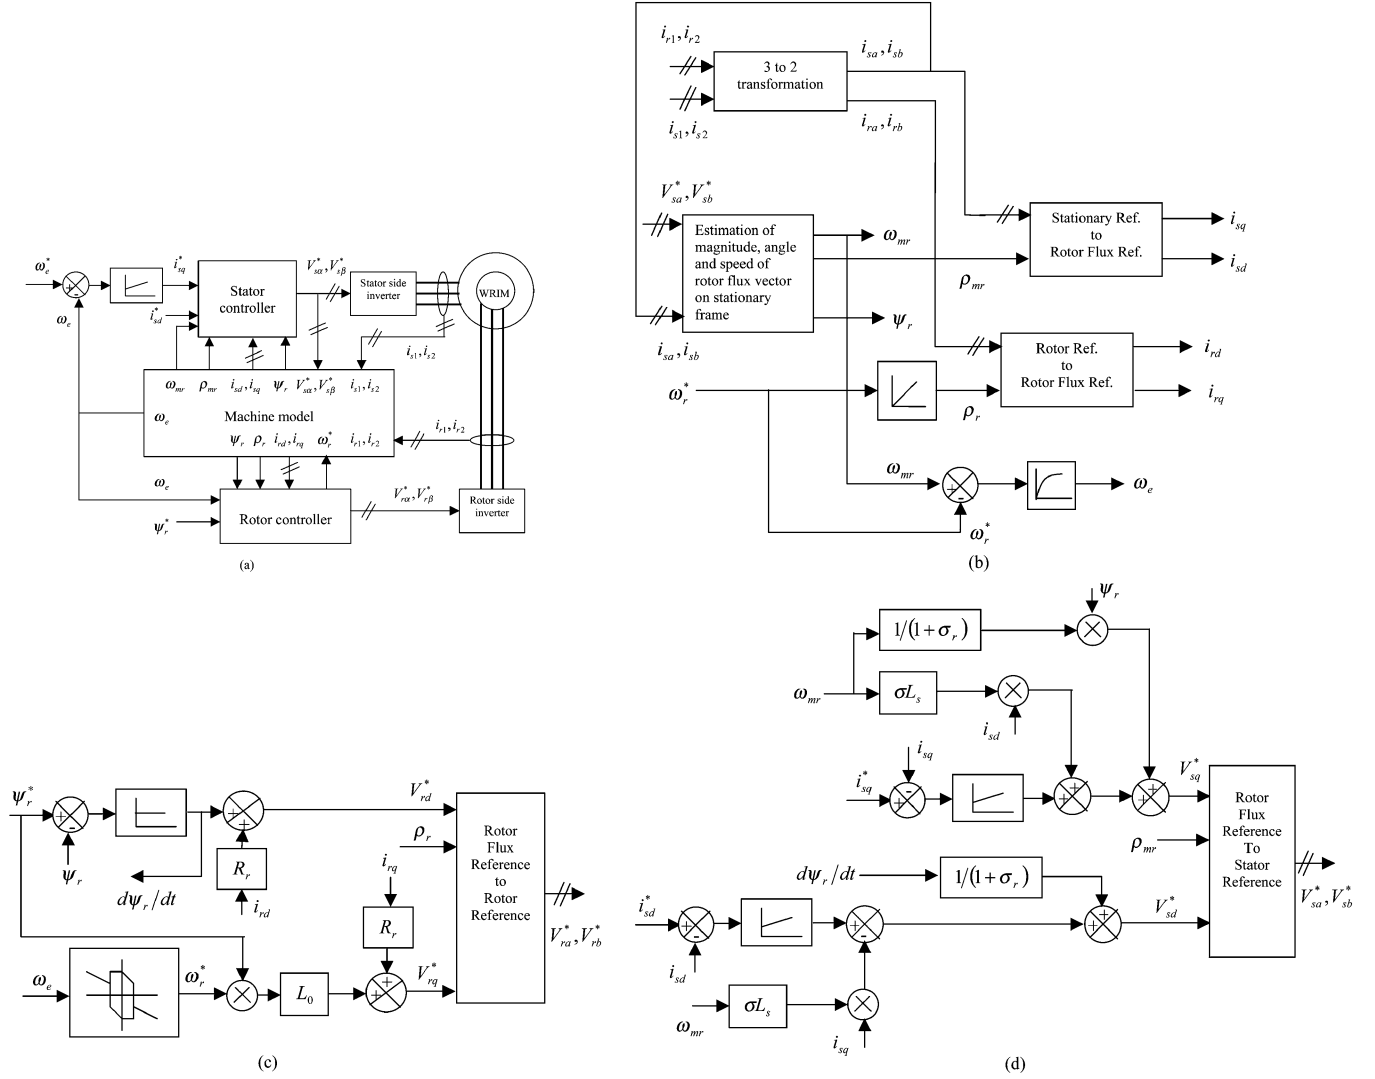 ω*e
i*sq
V*sα, V*sβ
Stator
controller
Stator side
inverter
WRIM
ωe
i*sd
is1, is2
ωmr ρmr isd, isq ψr V*sα, V*sβ is1, is2
ωe
Machine model
ψr ρr ird, irq ω*r ir1, ir2
ir1, ir2
ωe
V*rα, V*rβ
Rotor side
inverter
ψ*r
Rotor controller
(a)
ir1, ir2
isa, isb
3 to 2
transformation
is1, is2
ira, irb
V*sa, V*sb
Estimation of
magnitude, angle
and speed of
rotor flux vector
on stationary
frame
ωmr
ρmr
ψr
isa, isb
Stationary Ref.
to
Rotor Flux Ref.
isq
isd
Rotor Ref.
to
Rotor Flux Ref.
ird
irq
ω*r
ρr
ωmr
+
-
ωe
ω*r
(b)
ψ*r
+
-
ψr
dψr/dt
+
+
Rr
ird
V*rd
ρr
irq
Rr
Rotor
Flux
Reference
to
Rotor
Reference
V*ra, V*rb
ωe
ω*r
L0
+
+
V*rq
(c)
ψr
1/(1+σr)
ωmr
σLs
isd
isq
i*sq
-
+
+
+
+
+
V*sq
ρmr
Rotor
Flux
Reference
To
Stator
Reference
V*sa, V*sb
dψr/dt
1/(1+σr)
i*sd
+
-
isd
+
-
+
+
V*sd
ωmr
σLs
isq
(d)